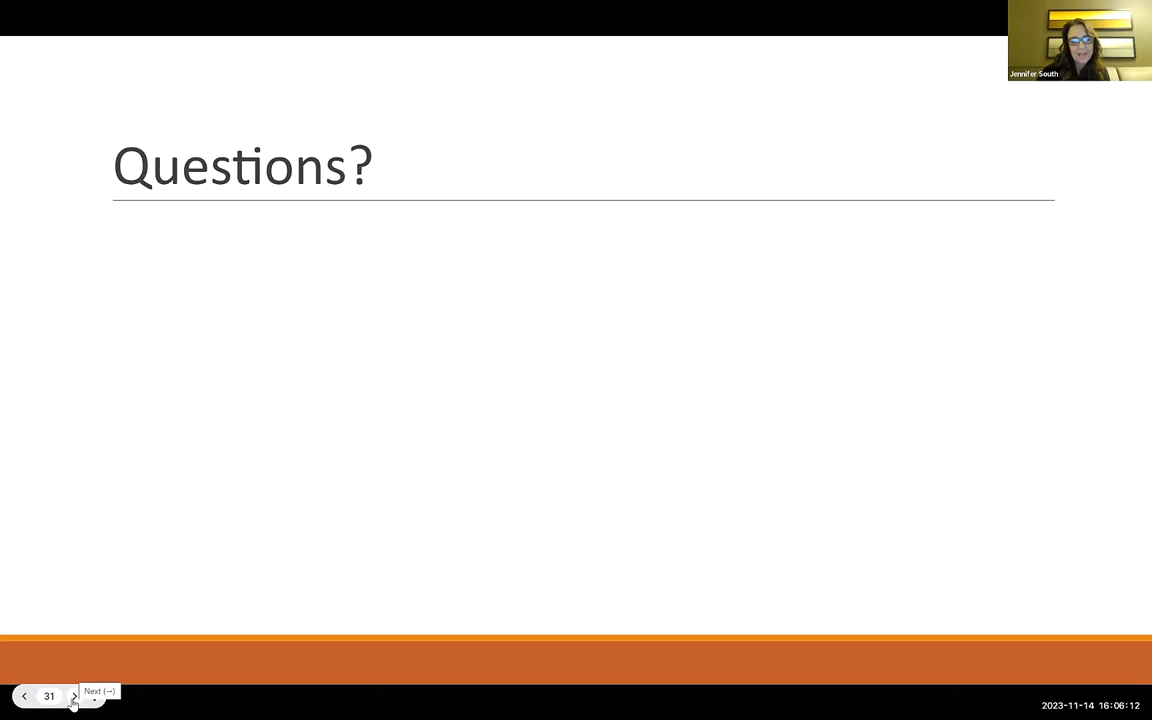 Jennifer South
Questions?
31
Next (→)
2023-11-14 16:06:12